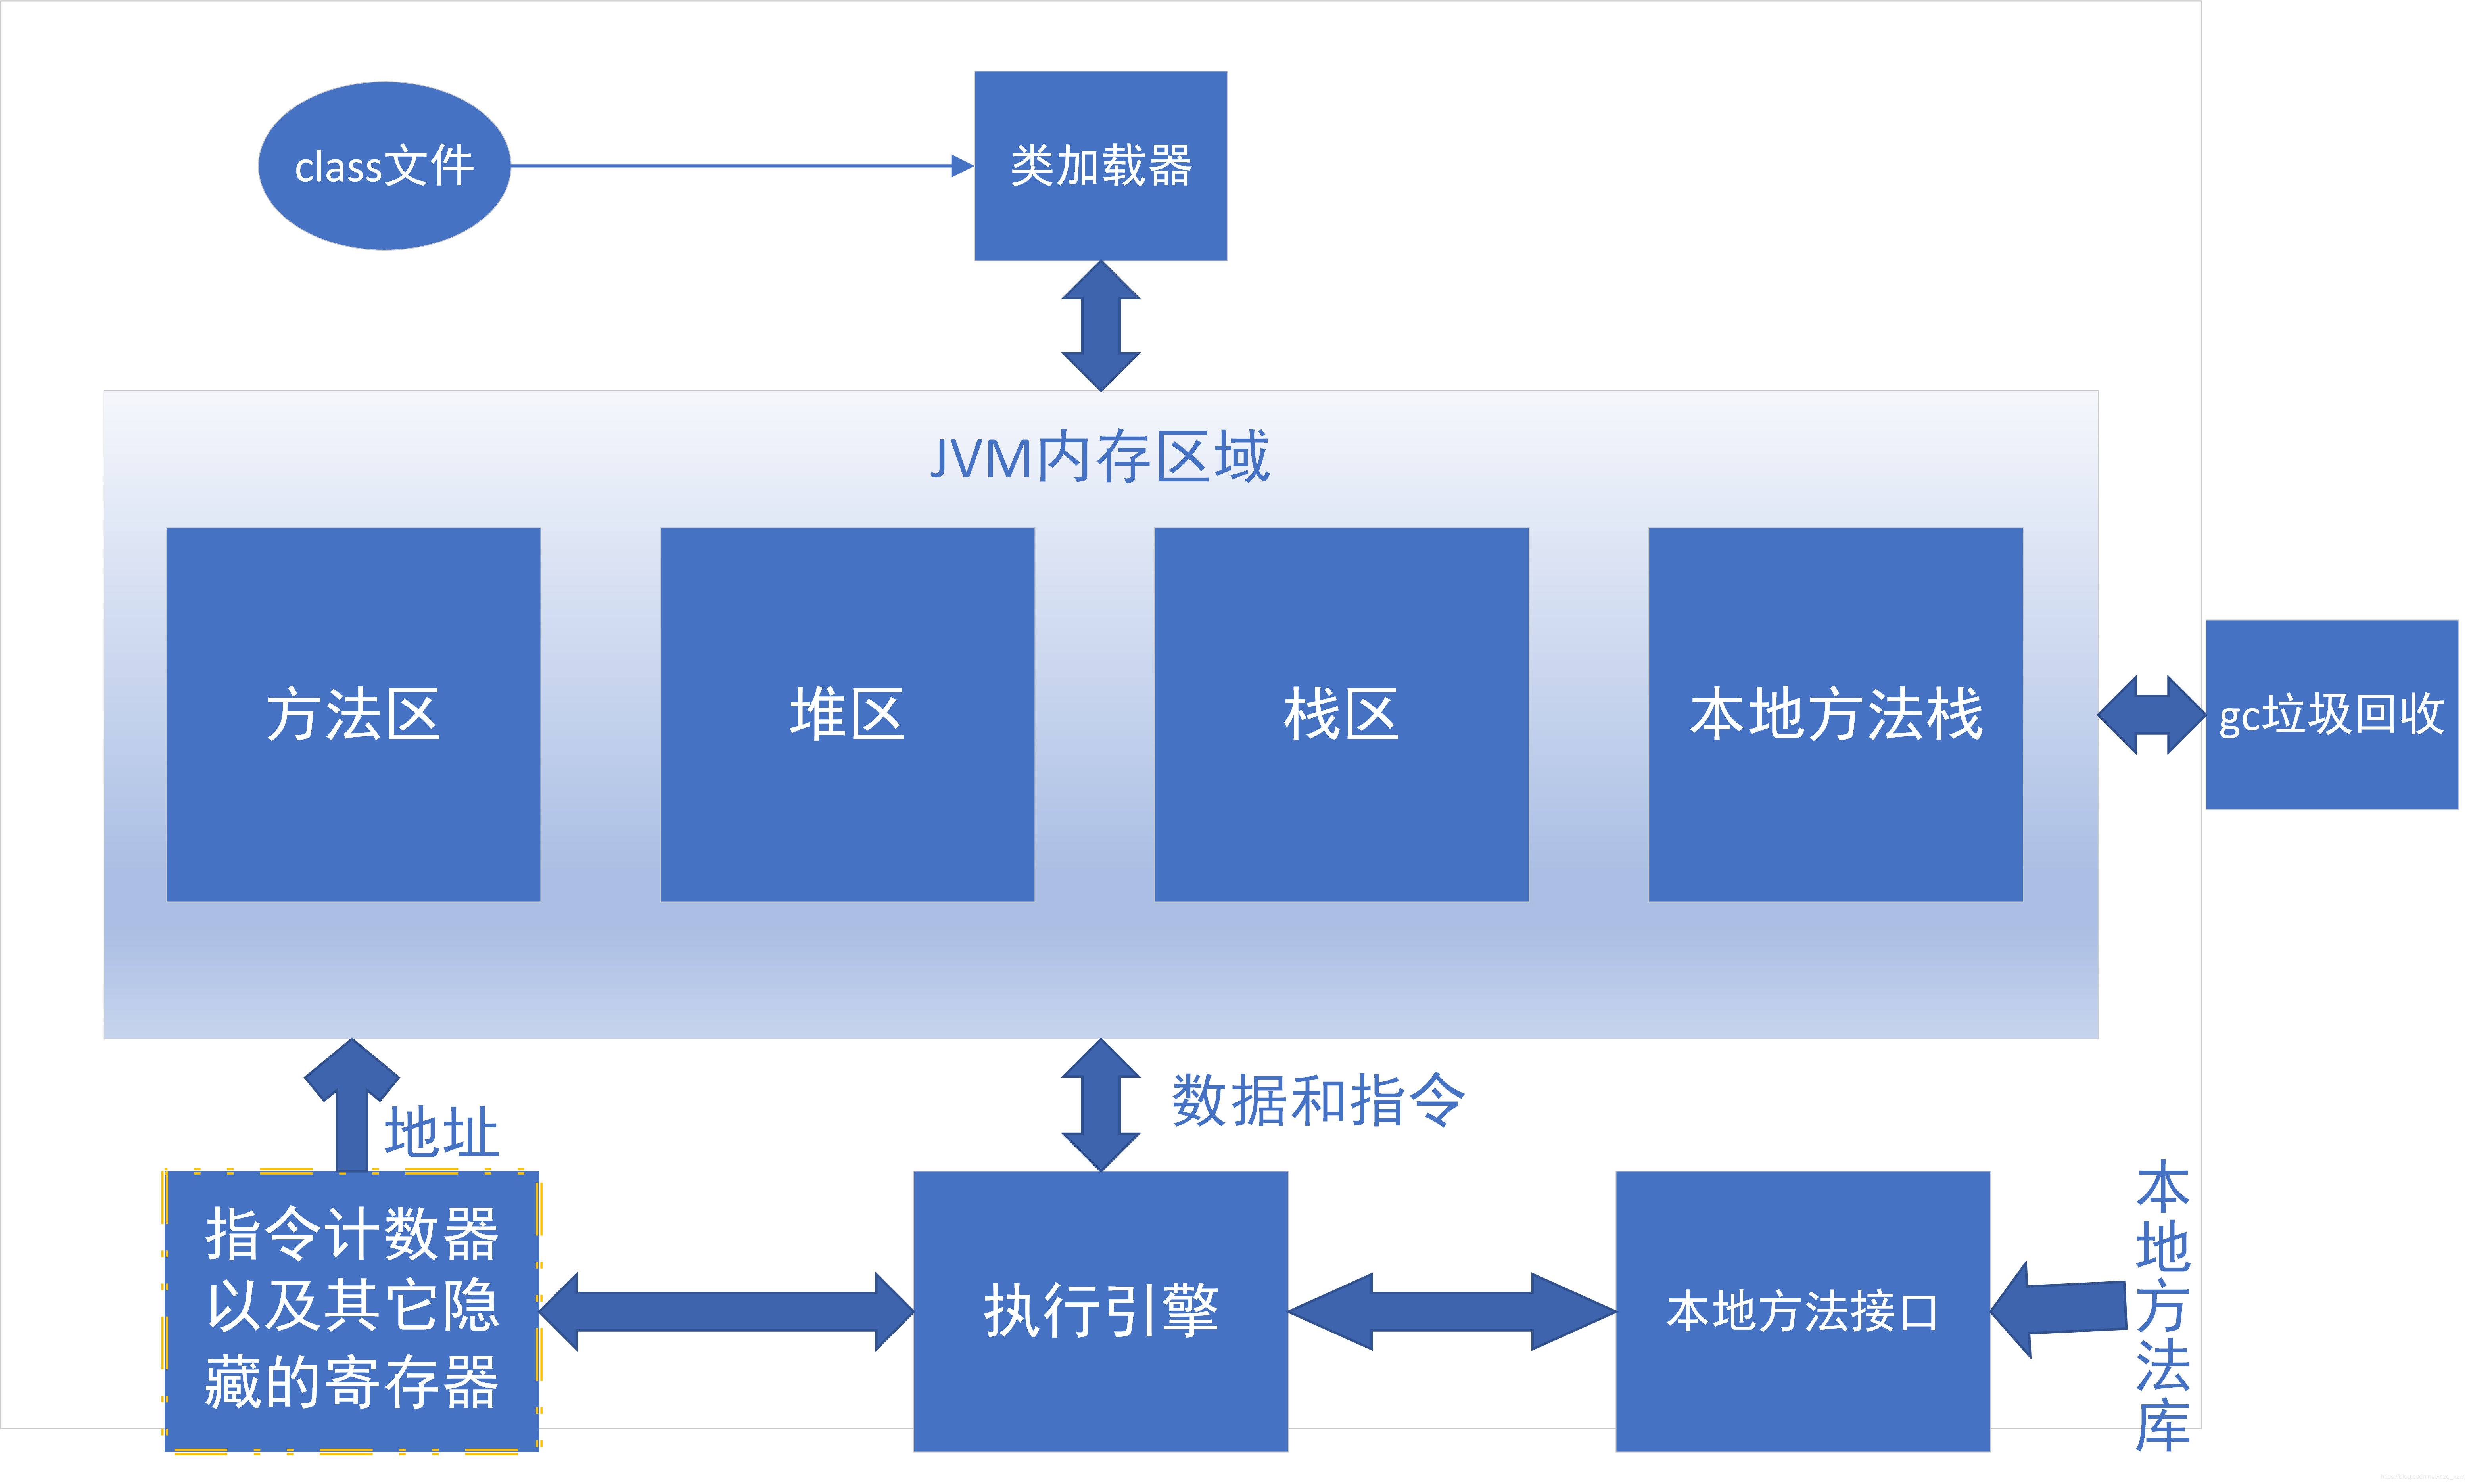 class文件
类加载器
JVM内存区域
方法区
堆区
栈区
本地方法栈
gc垃圾回收
地址
数据和指令
指令计数器
以及其它隐
藏的寄存器
执行引擎
本地方法接口
本地方法库